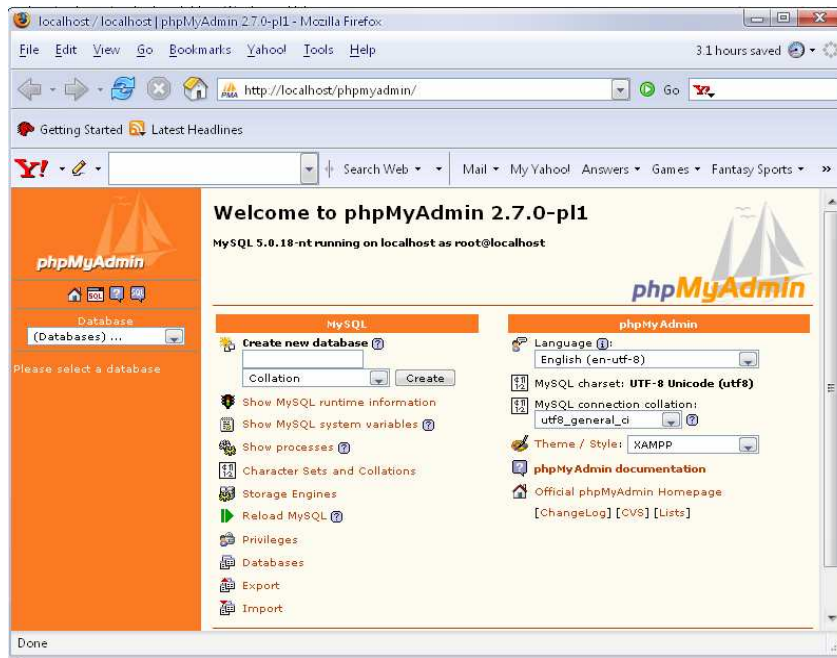 localhost / localhost | phpMyAdmin 2.7.0-pl1 - Mozilla Firefox
File Edit View Go Bookmarks Yahoo! Tools Help
3.1 hours saved
http://localhost/phpmyadmin/
Go
Getting Started Latest Headlines
Y! Search Web Mail My Yahoo! Answers Games Fantasy Sports »
phpMyAdmin
SQL
Database
(Databases) ...
Please select a database
Welcome to phpMyAdmin 2.7.0-pl1
MySQL 5.0.18-nt running on localhost as root@localhost
phpMyAdmin
MySQL
Create new database
Collation Create
Show MySQL runtime information
Show MySQL system variables
Show processes
Character Sets and Collations
Storage Engines
Reload MySQL
Privileges
Databases
Export
Import
phpMyAdmin
Language:
English (en-utf-8)
MySQL charset: UTF-8 Unicode (utf8)
MySQL connection collation:
utf8_general_ci
Theme / Style: XAMPP
phpMyAdmin documentation
Official phpMyAdmin Homepage
[ChangeLog] [CVS] [Lists]
Done